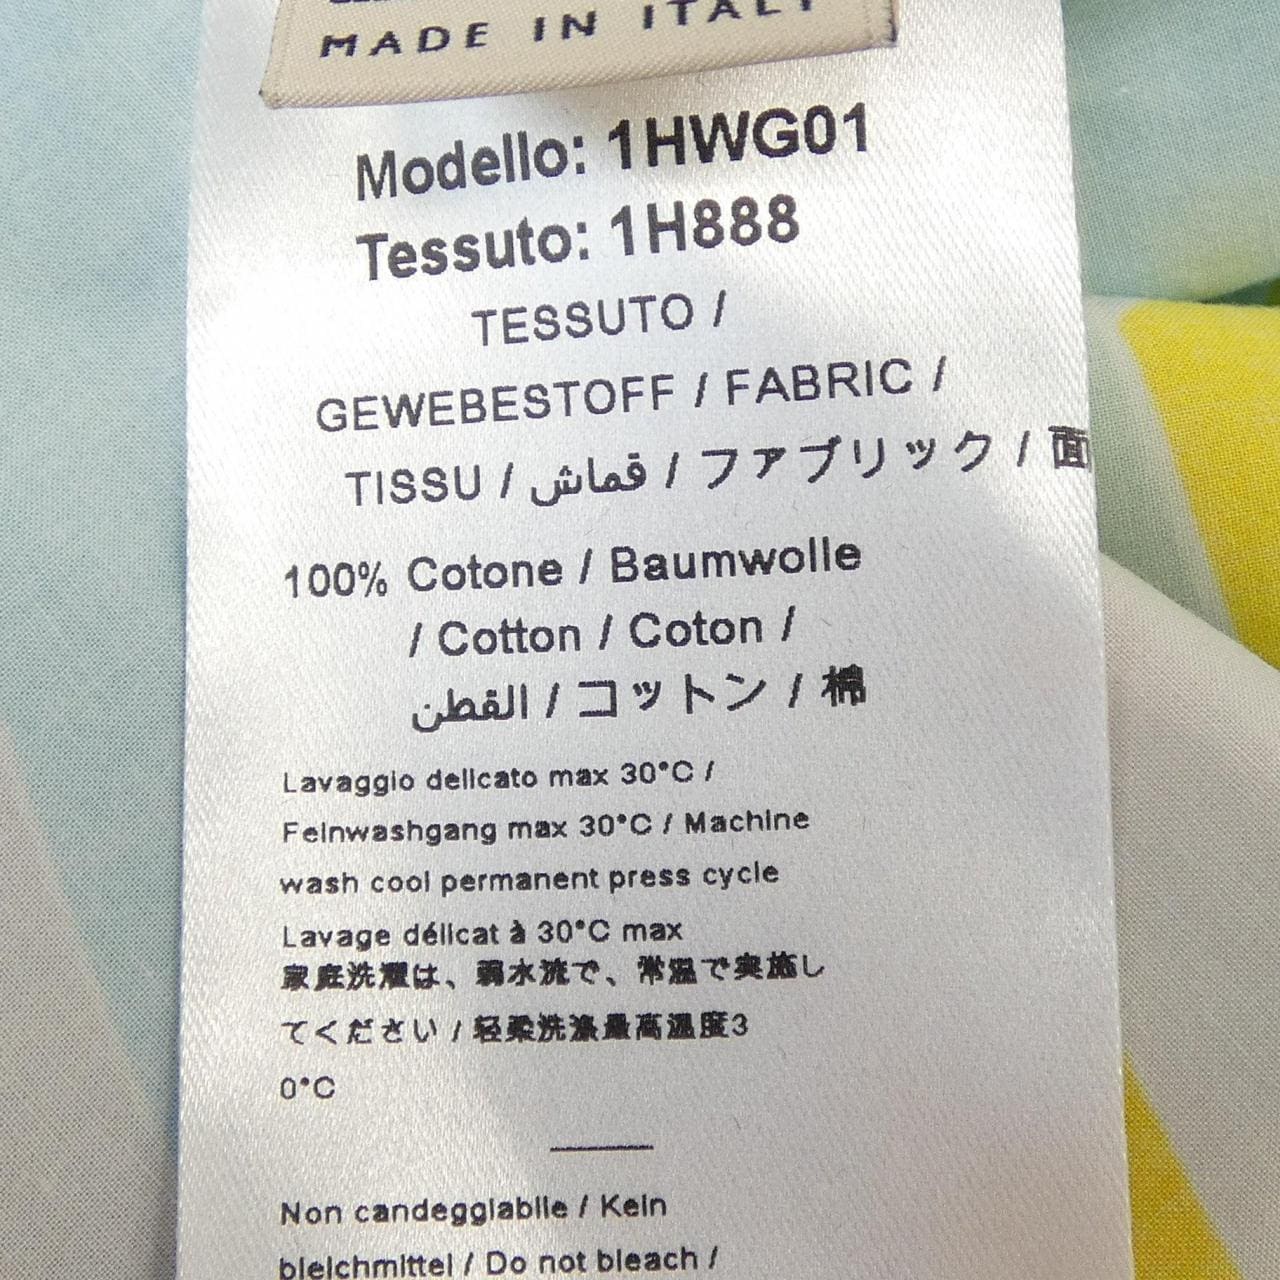 MADE IN ITALY
Modello: 1HWG01
Tessuto: 1H888
TESSUTO /
GEWEBESTOFF / FABRIC /
TISSU / قماش / ファブリック / 面
100% Cotone / Baumwolle
/ Cotton / Coton /
القطن / コットン / 棉
Lavaggio delicato max 30°C /
Feinwashgang max 30°C / Machine
wash cool permanent press cycle
Lavage délicat à 30°C max
家庭洗濯は、弱水流で、常温で実施し
てください / 轻柔洗涤最高温度3
0°C
Non candeggiabile / Kein
bleichmittel / Do not bleach /